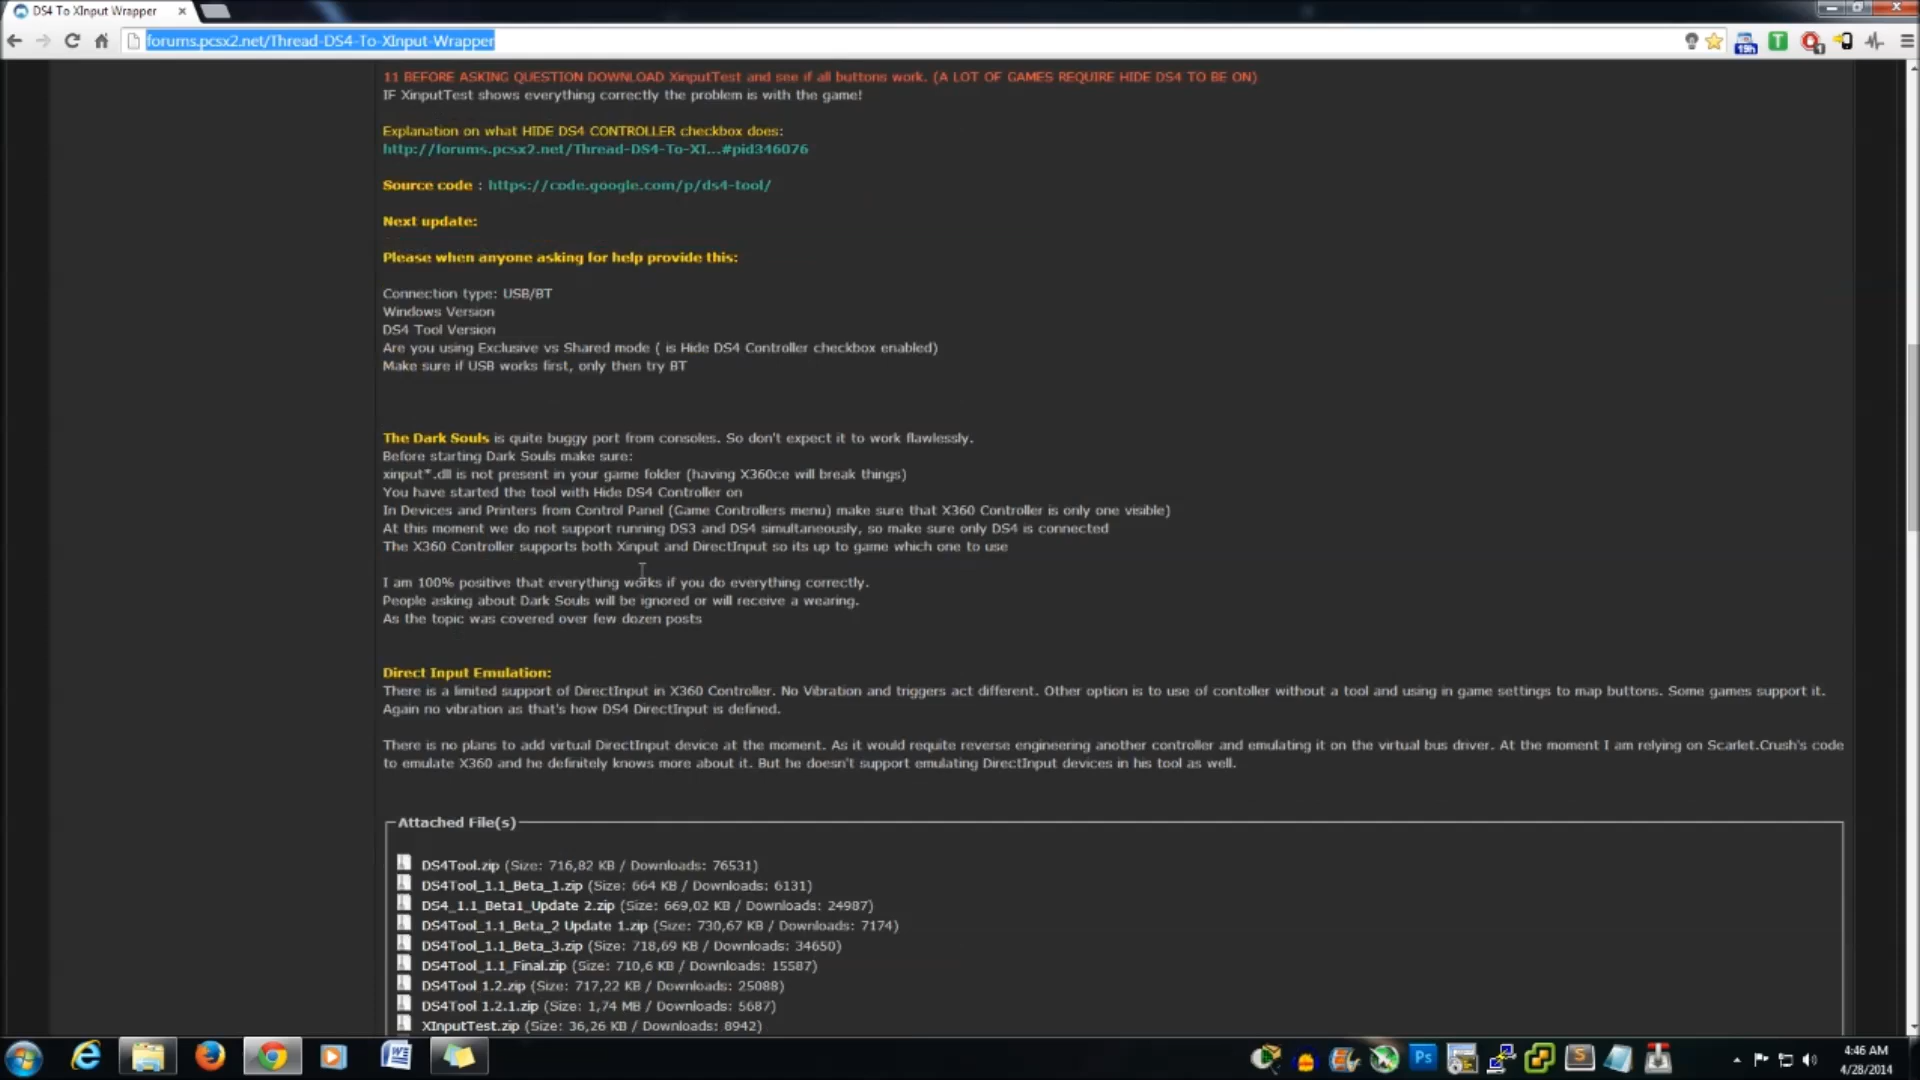 DS4 To XInput Wrapper
forums.pcsx2.net/Thread-DS4-To-XInput-Wrapper
19h
T
1
11 BEFORE ASKING QUESTION DOWNLOAD XinputTest and see if all buttons work. (A LOT OF GAMES REQUIRE HIDE DS4 TO BE ON)
IF XinputTest shows everything correctly the problem is with the game!
Explanation on what HIDE DS4 CONTROLLER checkbox does:
http://forums.pcsx2.net/Thread-DS4-To-XI...#pid346076
Source code : https://code.google.com/p/ds4-tool/
Next update:
Please when anyone asking for help provide this:
Connection type: USB/BT
Windows Version
DS4 Tool Version
Are you using Exclusive vs Shared mode ( is Hide DS4 Controller checkbox enabled)
Make sure if USB works first, only then try BT
The Dark Souls is quite buggy port from consoles. So don't expect it to work flawlessly.
Before starting Dark Souls make sure:
xinput*.dll is not present in your game folder (having X360ce will break things)
You have started the tool with Hide DS4 Controller on
In Devices and Printers from Control Panel (Game Controllers menu) make sure that X360 Controller is only one visible)
At this moment we do not support running DS3 and DS4 simultaneously, so make sure only DS4 is connected
The X360 Controller supports both Xinput and DirectInput so its up to game which one to use
I am 100% positive that everything works if you do everything correctly.
People asking about Dark Souls will be ignored or will receive a wearing.
As the topic was covered over few dozen posts
Direct Input Emulation:
There is a limited support of DirectInput in X360 Controller. No Vibration and triggers act different. Other option is to use of contoller without a tool and using in game settings to map buttons. Some games support it.
Again no vibration as that's how DS4 DirectInput is defined.
There is no plans to add virtual DirectInput device at the moment. As it would requite reverse engineering another controller and emulating it on the virtual bus driver. At the moment I am relying on Scarlet.Crush's code
to emulate X360 and he definitely knows more about it. But he doesn't support emulating DirectInput devices in his tool as well.
Attached File(s)
DS4Tool.zip (Size: 716,82 KB / Downloads: 76531)
DS4Tool_1.1_Beta_1.zip (Size: 664 KB / Downloads: 6131)
DS4_1.1_Beta1_Update 2.zip (Size: 669,02 KB / Downloads: 24987)
DS4Tool_1.1_Beta_2 Update 1.zip (Size: 730,67 KB / Downloads: 7174)
DS4Tool_1.1_Beta_3.zip (Size: 718,69 KB / Downloads: 34650)
DS4Tool_1.1_Final.zip (Size: 710,6 KB / Downloads: 15587)
DS4Tool 1.2.zip (Size: 717,22 KB / Downloads: 25088)
DS4Tool 1.2.1.zip (Size: 1,74 MB / Downloads: 5687)
XInputTest.zip (Size: 36,26 KB / Downloads: 8942)
Ps
S
4:46 AM
4/28/2014